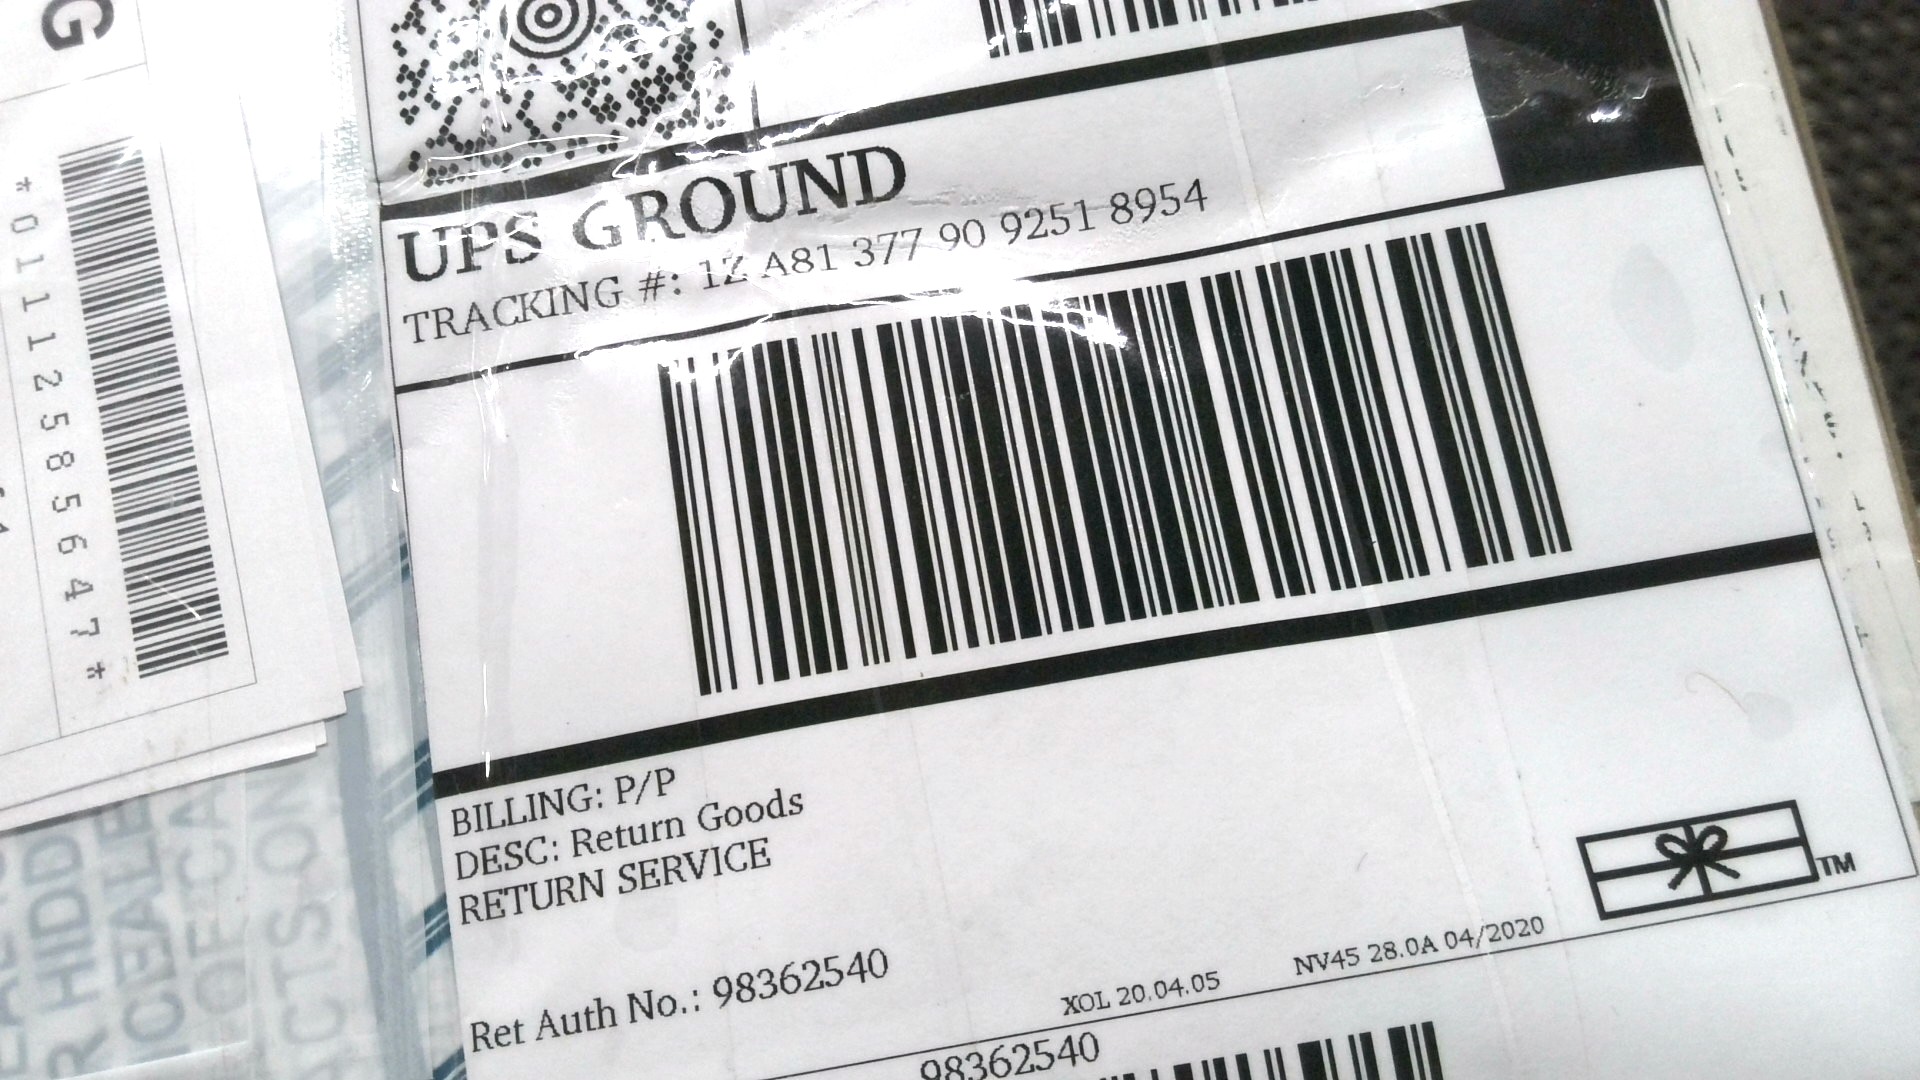 G
*01112585647*
UPS GROUND
TRACKING #: 1Z A81 377 90 9251 8954
BILLING: P/P
DESC: Return Goods
RETURN SERVICE
Ret Auth No.: 98362540
XOL 20.04.05
NV45 28.0A 04/2020
TM
98362540